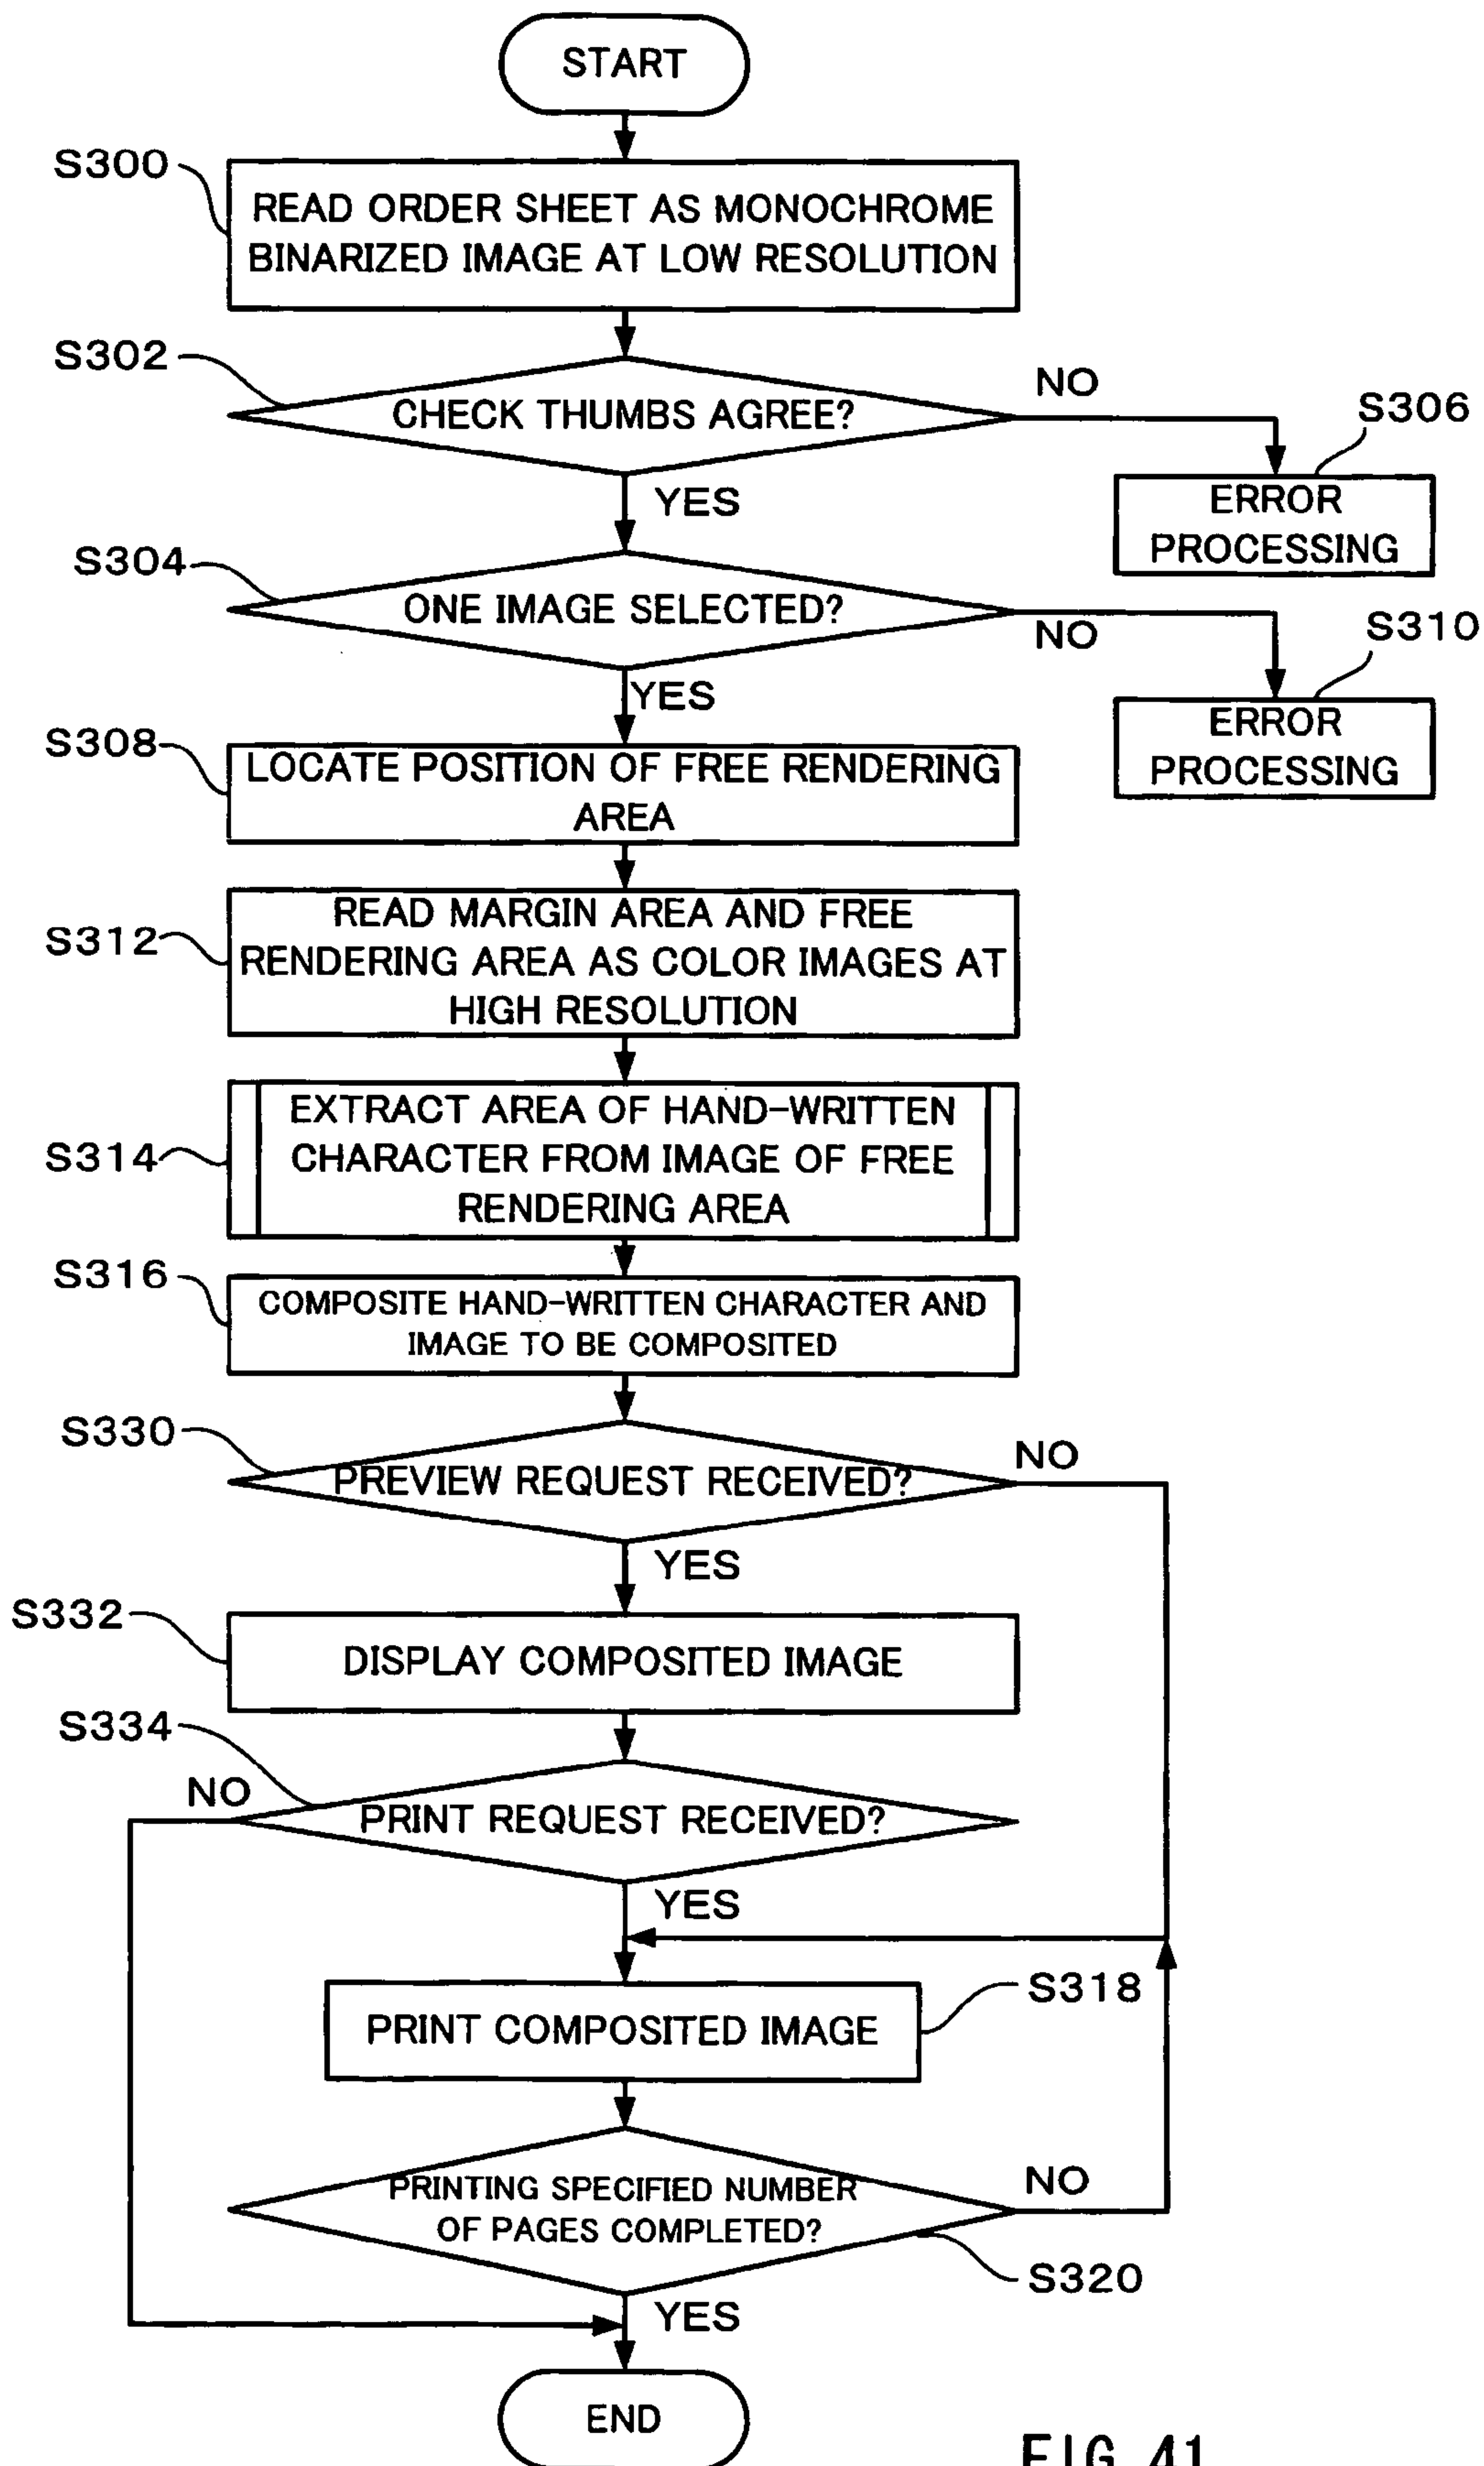 START
S300
READ ORDER SHEET AS MONOCHROME
BINARIZED IMAGE AT LOW RESOLUTION
S302
CHECK THUMBS AGREE?
NO
S306
ERROR
PROCESSING
YES
S304
ONE IMAGE SELECTED?
NO
S310
ERROR
PROCESSING
YES
S308
LOCATE POSITION OF FREE RENDERING
AREA
S312
READ MARGIN AREA AND FREE
RENDERING AREA AS COLOR IMAGES AT
HIGH RESOLUTION
S314
EXTRACT AREA OF HAND-WRITTEN
CHARACTER FROM IMAGE OF FREE
RENDERING AREA
S316
COMPOSITE HAND-WRITTEN CHARACTER AND
IMAGE TO BE COMPOSITED
S330
PREVIEW REQUEST RECEIVED?
NO
YES
S332
DISPLAY COMPOSITED IMAGE
S334
NO
PRINT REQUEST RECEIVED?
YES
S318
PRINT COMPOSITED IMAGE
PRINTING SPECIFIED NUMBER
OF PAGES COMPLETED?
NO
S320
YES
END
FIG. 41